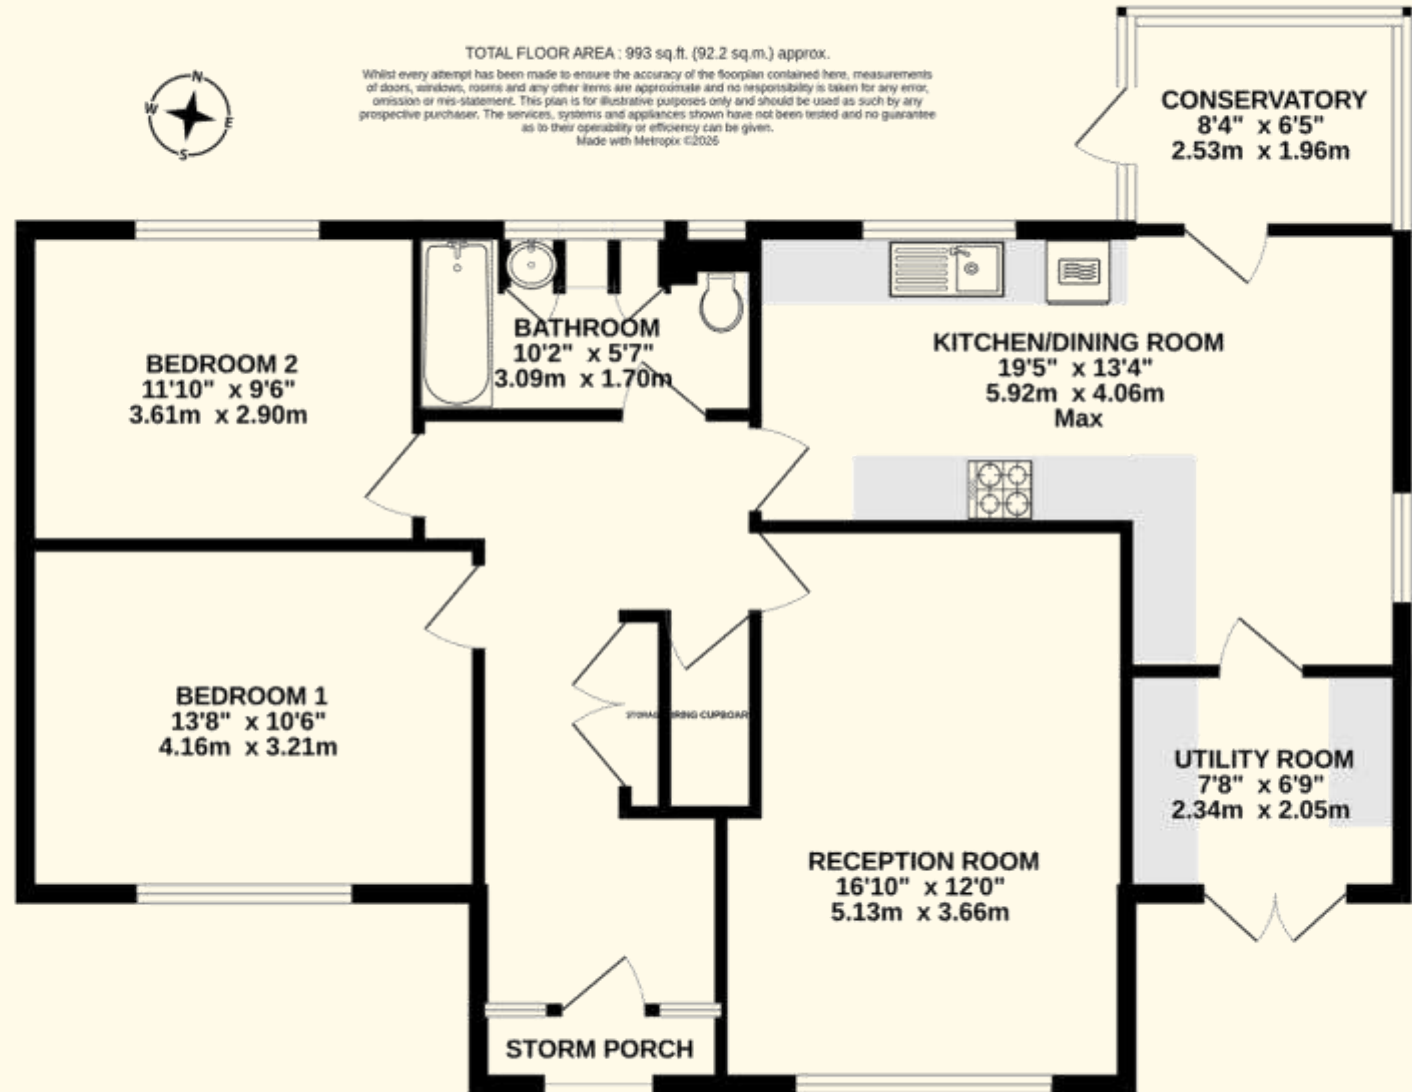 TOTAL FLOOR AREA : 993 sq.ft. (92.2 sq.m.) approx.
Whilst every attempt has been made to ensure the accuracy of the floorplan contained here, measurements
of doors, windows, rooms and any other items are approximate and no responsibility is taken for any error,
omission or mis-statement. This plan is for illustrative purposes only and should be used as such by any
prospective purchaser. The services, systems and appliances shown have not been tested and no guarantee
as to their operability or efficiency can be given.
Made with Metropix ©2026
N
W
E
S
CONSERVATORY
8'4" x 6'5"
2.53m x 1.96m
BATHROOM
10'2" x 5'7"
3.09m x 1.70m
KITCHEN/DINING ROOM
19'5" x 13'4"
5.92m x 4.06m
Max
BEDROOM 2
11'10" x 9'6"
3.61m x 2.90m
BEDROOM 1
13'8" x 10'6"
4.16m x 3.21m
CUPBOAR
UTILITY ROOM
7'8" x 6'9"
2.34m x 2.05m
RECEPTION ROOM
16'10" x 12'0"
5.13m x 3.66m
STORM PORCH